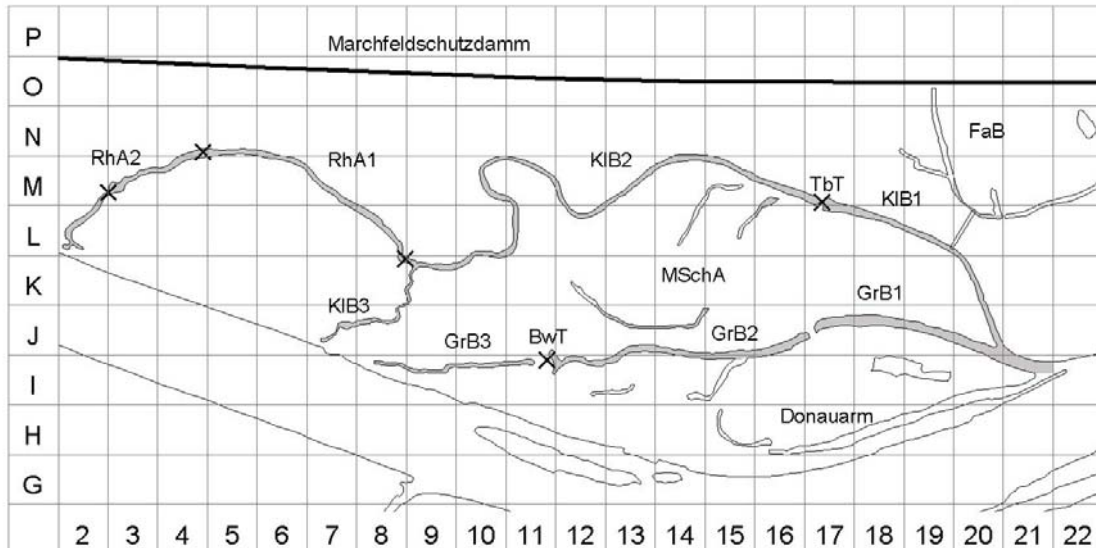 P
Marchfeldschutzdamm
O
N
RhA2
RhA1
KlB2
FaB
M
TbT
KlB1
L
MSchA
K
KlB3
GrB1
J
GrB3
BwT
GrB2
I
Donauarm
H
G
2 3 4 5 6 7 8 9 10 11 12 13 14 15 16 17 18 19 20 21 22